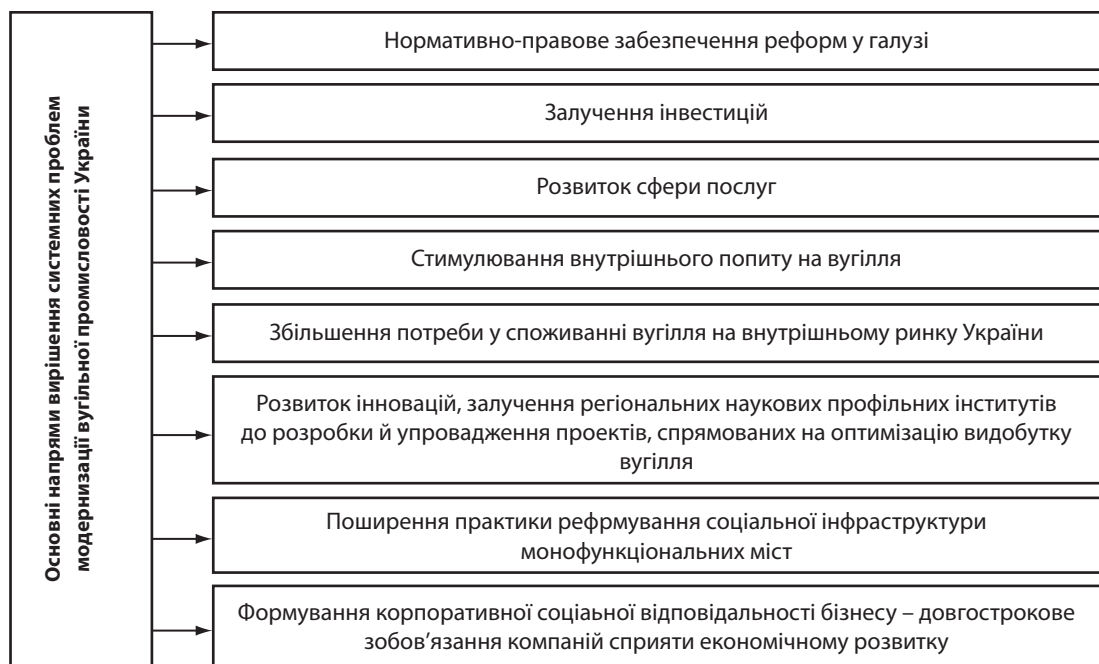 Основні напрями вирішення системних проблем
модернизації вугільної промисловості України
Нормативно-правове забезпечення реформ у галузі
Залучення інвестицій
Розвиток сфери послуг
Стимулювання внутрішнього попиту на вугілля
Збільшення потреби у споживанні вугілля на внутрішньому ринку України
Розвиток інновацій, залучення регіональних наукових профільних інститутів
до розробки й упровадження проектів, спрямованих на оптимізацію видобутку
вугілля
Поширення практики рефрмування соціальної інфраструктури
монофункціональних міст
Формування корпоративної соціаьної відповідальності бізнесу – довгострокове
зобов’язання компаній сприяти економічному розвитку